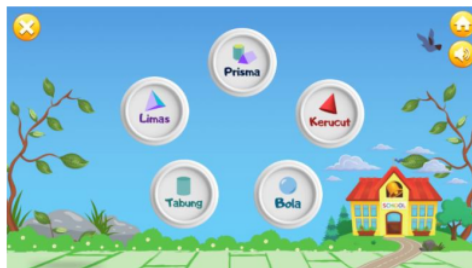 Prisma
Limas
Kerucut
Tabung
Bola
SCHOOL